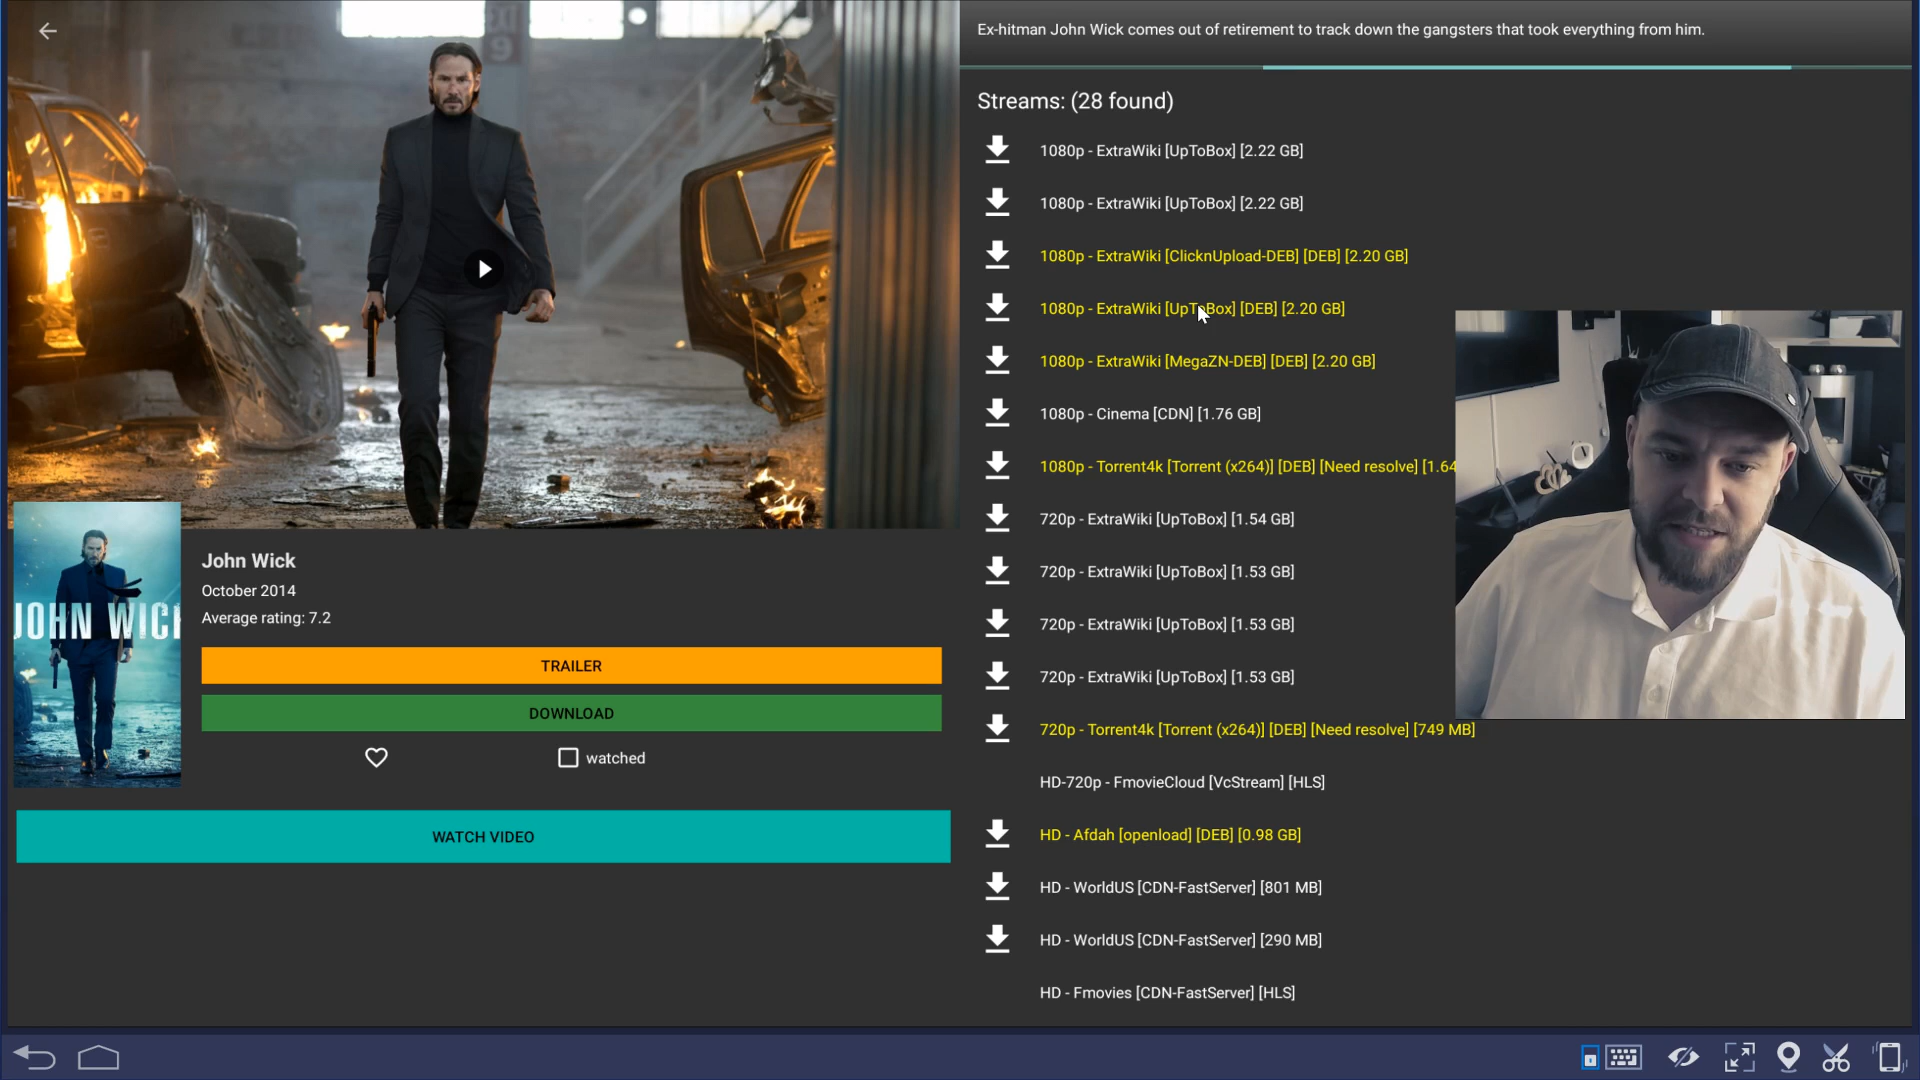 Ex-hitman John Wick comes out of retirement to track down the gangsters that took everything from him.
Streams: (28 found)
1080p - ExtraWiki [UpToBox] [2.22 GB]
1080p - ExtraWiki [UpToBox] [2.22 GB]
1080p - ExtraWiki [ClicknUpload-DEB] [DEB] [2.20 GB]
1080p - ExtraWiki [UpToBox] [DEB] [2.20 GB]
1080p - ExtraWiki [MegaZN-DEB] [DEB] [2.20 GB]
1080p - Cinema [CDN] [1.76 GB]
1080p - Torrent4k [Torrent (x264)] [DEB] [Need resolve] [1.64
720p - ExtraWiki [UpToBox] [1.54 GB]
720p - ExtraWiki [UpToBox] [1.53 GB]
720p - ExtraWiki [UpToBox] [1.53 GB]
720p - ExtraWiki [UpToBox] [1.53 GB]
720p - Torrent4k [Torrent (x264)] [DEB] [Need resolve] [749 MB]
HD-720p - FmovieCloud [VcStream] [HLS]
HD - Afdah [openload] [DEB] [0.98 GB]
HD - WorldUS [CDN-FastServer] [801 MB]
HD - WorldUS [CDN-FastServer] [290 MB]
HD - Fmovies [CDN-FastServer] [HLS]
9
JOHN WICK
John Wick
October 2014
Average rating: 7.2
TRAILER
DOWNLOAD
watched
WATCH VIDEO